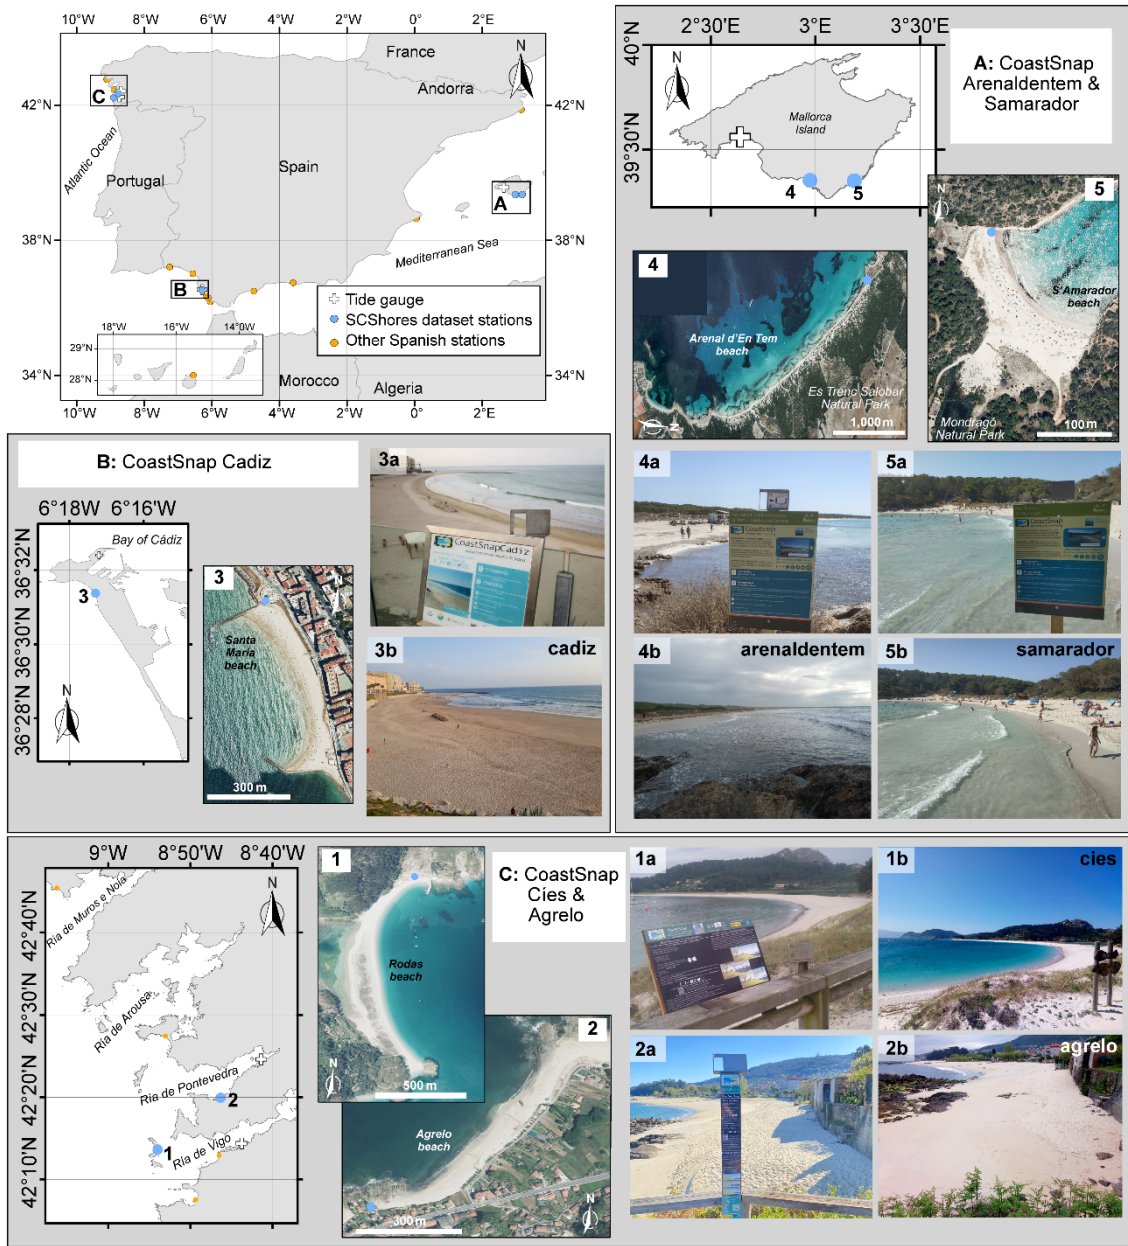 10°W 8°W 6°W 4°W 2°W 0° 2°E
42°N
38°N
34°N
N
France
Andorra
C
Atlantic Ocean
Portugal
Spain
A
Mediterranean Sea
B
Tide gauge
SCShores dataset stations
Other Spanish stations
18°W 16°W 14°W
29°N
28°N
Morocco
Algeria
42°N
38°N
34°N
10°W 8°W 6°W 4°W 2°W 0° 2°E
2°30'E 3°E 3°30'E
40°N
39°30'N
N
Mallorca
Island
4
5
2°30'E 3°E 3°30'E
A: CoastSnap
Arenaldentem &
Samarador
4
Arenal d'En Tem
beach
Es Trenc Salobar
Natural Park
N
1,000 m
5
N
S'Amarador
beach
Mondragó
Natural Park
100 m
4a
5a
CoastSnap
CoastSnap
4b
arenaldentem
5b
samarador
B: CoastSnap Cadiz
6°18'W 6°16'W
Bay of Cádiz
36°32'N
3
36°30'N
N
36°28'N
3
N
Santa
María
beach
300 m
3a
CoastSnapCadiz
3b
cadiz
9°W 8°50'W 8°40'W
N
Ría de Muros e Noia
42°40'N
Ría de Arousa
42°30'N
Ría de Pontevedra
42°20'N
2
Ría de Vigo
1
42°10'N
1
Rodas
beach
N
500 m
C: CoastSnap
Cíes &
Agrelo
2
Agrelo
beach
300 m
N
1a
1b
cies
2a
2b
agrelo